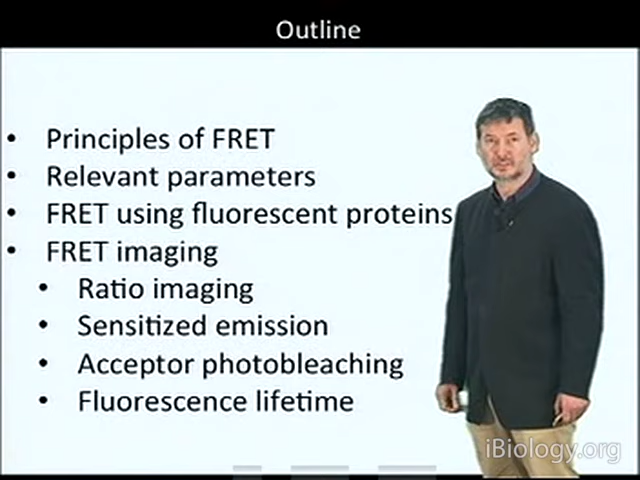 Outline
• Principles of FRET
• Relevant parameters
• FRET using fluorescent proteins
• FRET imaging
• Ratio imaging
• Sensitized emission
• Acceptor photobleaching
• Fluorescence lifetime
iBiology.org